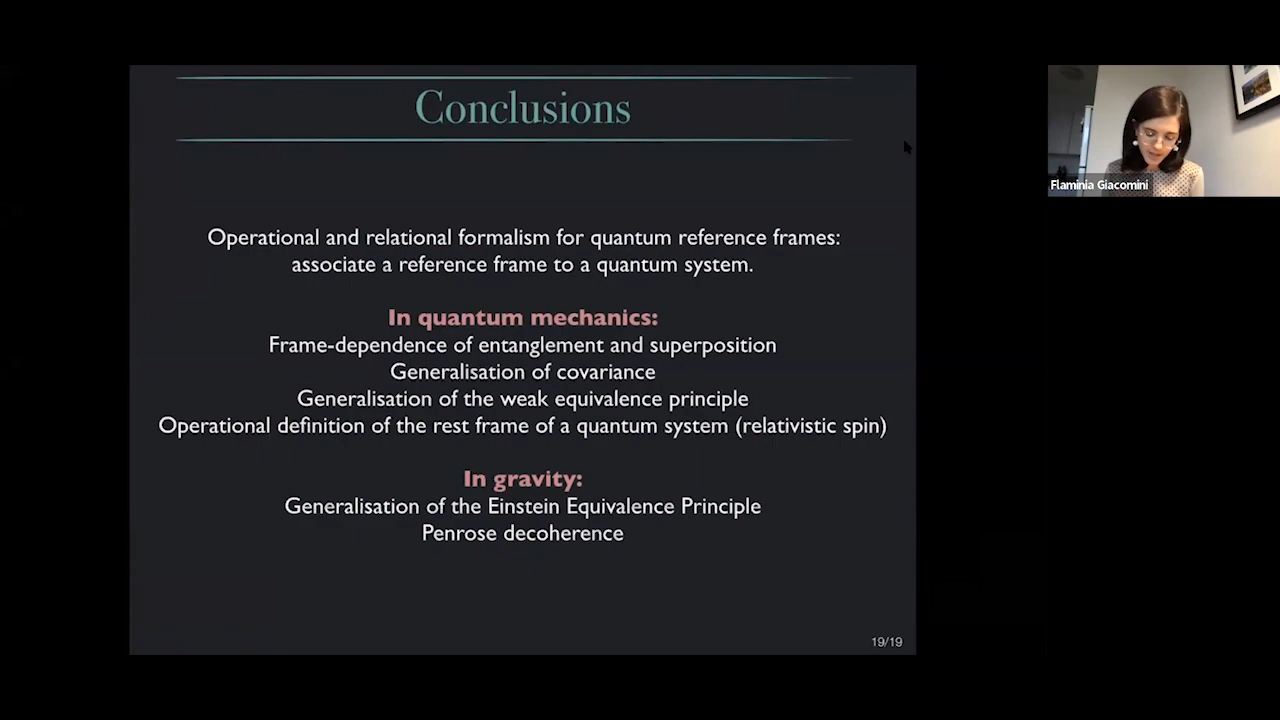 Conclusions
Operational and relational formalism for quantum reference frames:
associate a reference frame to a quantum system.
In quantum mechanics:
Frame-dependence of entanglement and superposition
Generalisation of covariance
Generalisation of the weak equivalence principle
Operational definition of the rest frame of a quantum system (relativistic spin)
In gravity:
Generalisation of the Einstein Equivalence Principle
Penrose decoherence
19/19
Flaminia Giacomini